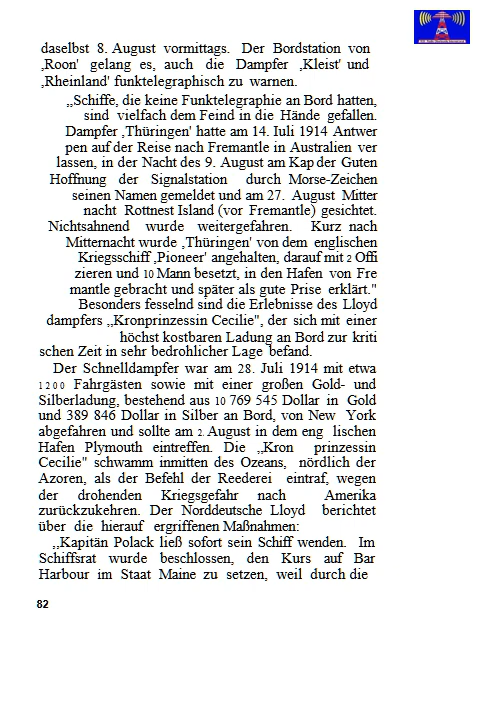 daselbst 8. August vormittags. Der Bordstation von
‚Roon' gelang es, auch die Dampfer ‚Kleist' und
‚Rheinland' funktelegraphisch zu warnen.
„Schiffe, die keine Funktelegraphie an Bord hatten,
sind vielfach dem Feind in die Hände gefallen.
Dampfer ‚Thüringen' hatte am 14. Iuli 1914 Antwer
pen auf der Reise nach Fremantle in Australien ver
lassen, in der Nacht des 9. August am Kap der Guten
Hoffnung der Signalstation durch Morse-Zeichen
seinen Namen gemeldet und am 27. August Mitter
nacht Rottnest Island (vor Fremantle) gesichtet.
Nichtsahnend wurde weitergefahren. Kurz nach
Mitternacht wurde ‚Thüringen' von dem englischen
Kriegsschiff ‚Pioneer' angehalten, darauf mit 2 Offi
zieren und 10 Mann besetzt, in den Hafen von Fre
mantle gebracht und später als gute Prise erklärt."
Besonders fesselnd sind die Erlebnisse des Lloyd
dampfers „Kronprinzessin Cecilie", der sich mit einer
höchst kostbaren Ladung an Bord zur kriti
schen Zeit in sehr bedrohlicher Lage befand.
Der Schnelldampfer war am 28. Juli 1914 mit etwa
1200 Fahrgästen sowie mit einer großen Gold- und
Silberladung, bestehend aus 10 769 545 Dollar in Gold
und 389 846 Dollar in Silber an Bord, von New York
abgefahren und sollte am 2. August in dem eng lischen
Hafen Plymouth eintreffen. Die „Kron prinzessin
Cecilie" schwamm inmitten des Ozeans, nördlich der
Azoren, als der Befehl der Reederei eintraf, wegen
der drohenden Kriegsgefahr nach Amerika
zurückzukehren. Der Norddeutsche Lloyd berichtet
über die hierauf ergriffenen Maßnahmen:
„Kapitän Polack ließ sofort sein Schiff wenden. Im
Schiffsrat wurde beschlossen, den Kurs auf Bar
Harbour im Staat Maine zu setzen, weil durch die
82